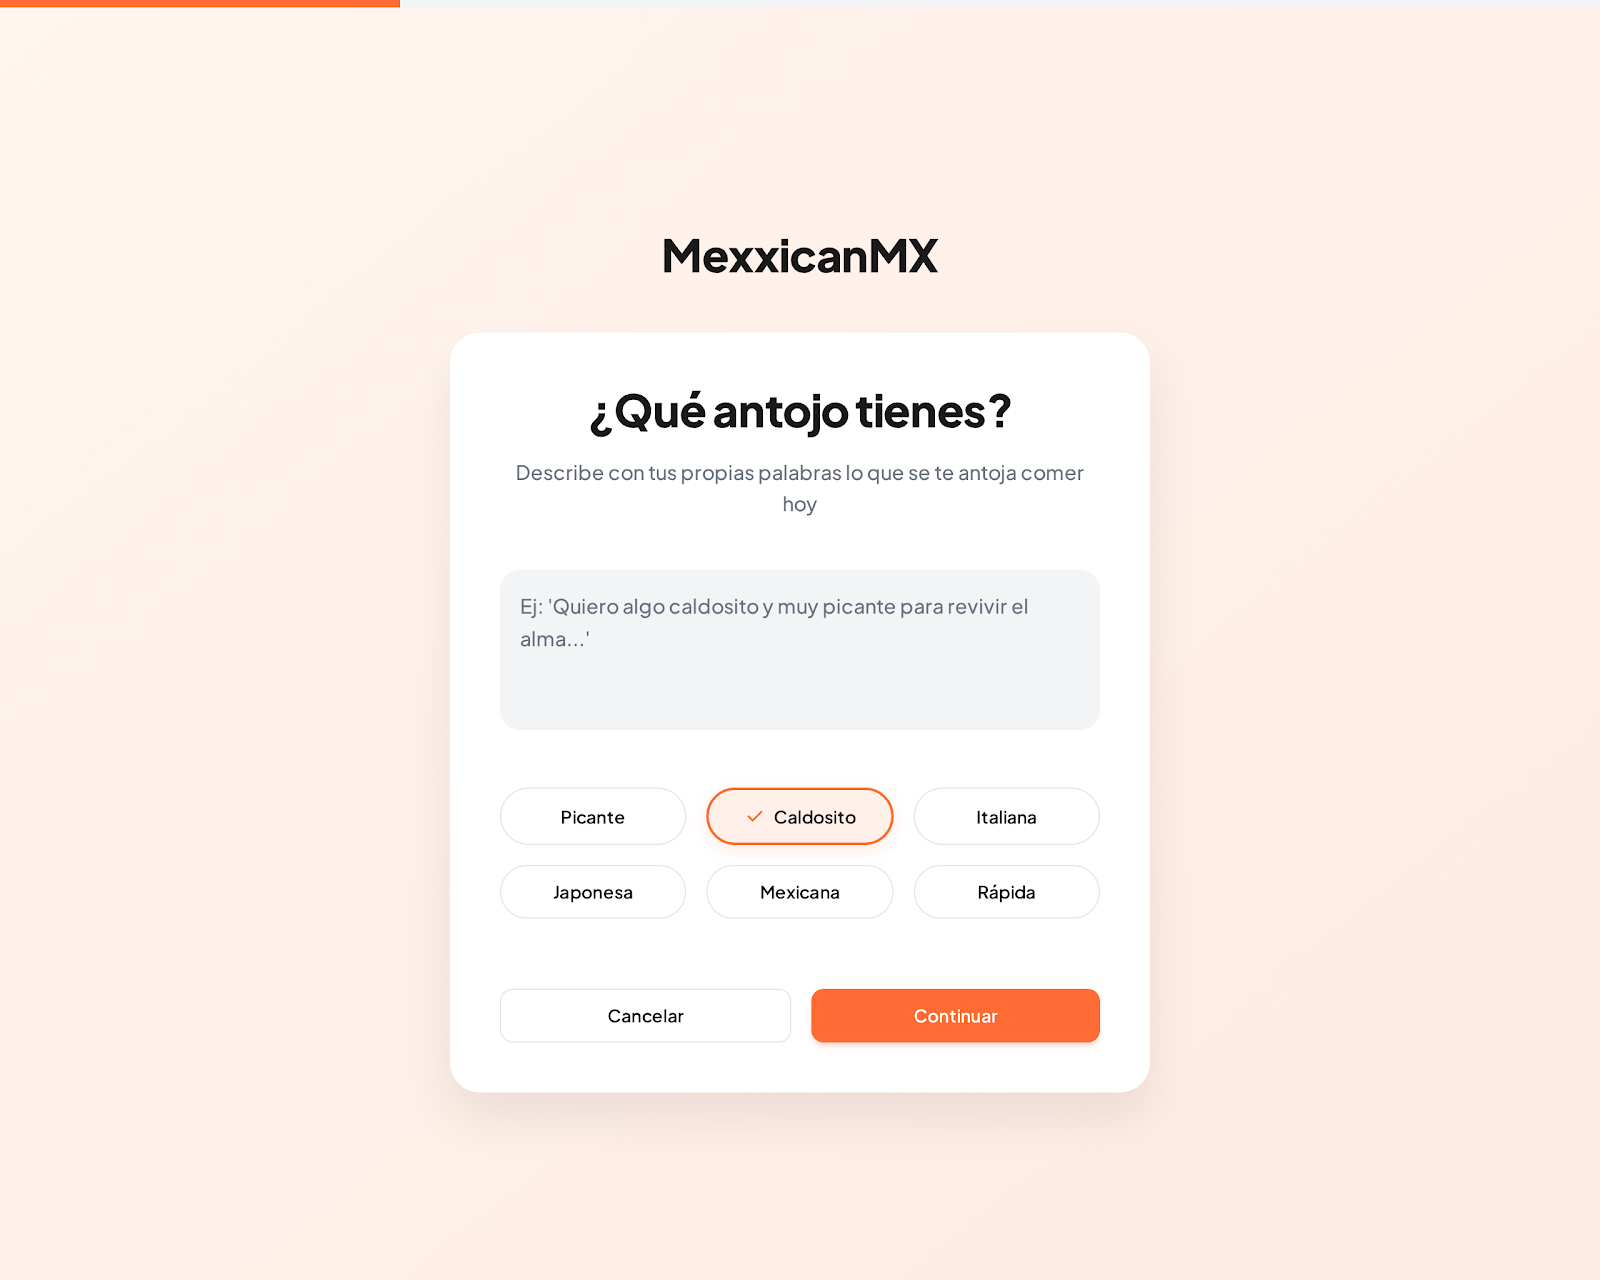 MexxicanMX
¿Qué antojo tienes?
Describe con tus propias palabras lo que se te antoja comer
hoy
Ej: 'Quiero algo caldosito y muy picante para revivir el
alma...'
Picante
Caldosito
Italiana
Japonesa
Mexicana
Rápida
Cancelar
Continuar